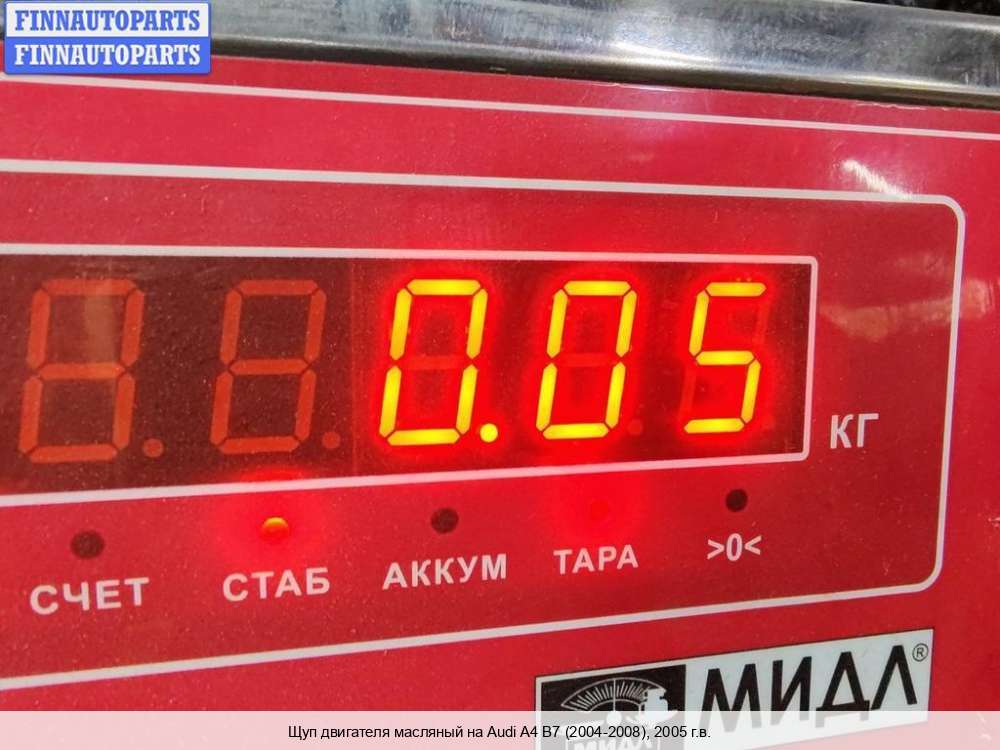 FINNAUTOPARTS
FINNAUTOPARTS
0.05
КГ
СЧЕТ СТАБ АККУМ ТАРА >0<
МИДЛ®
МИДЛ
Щуп двигателя масляный на Audi A4 B7 (2004-2008), 2005 г.в.